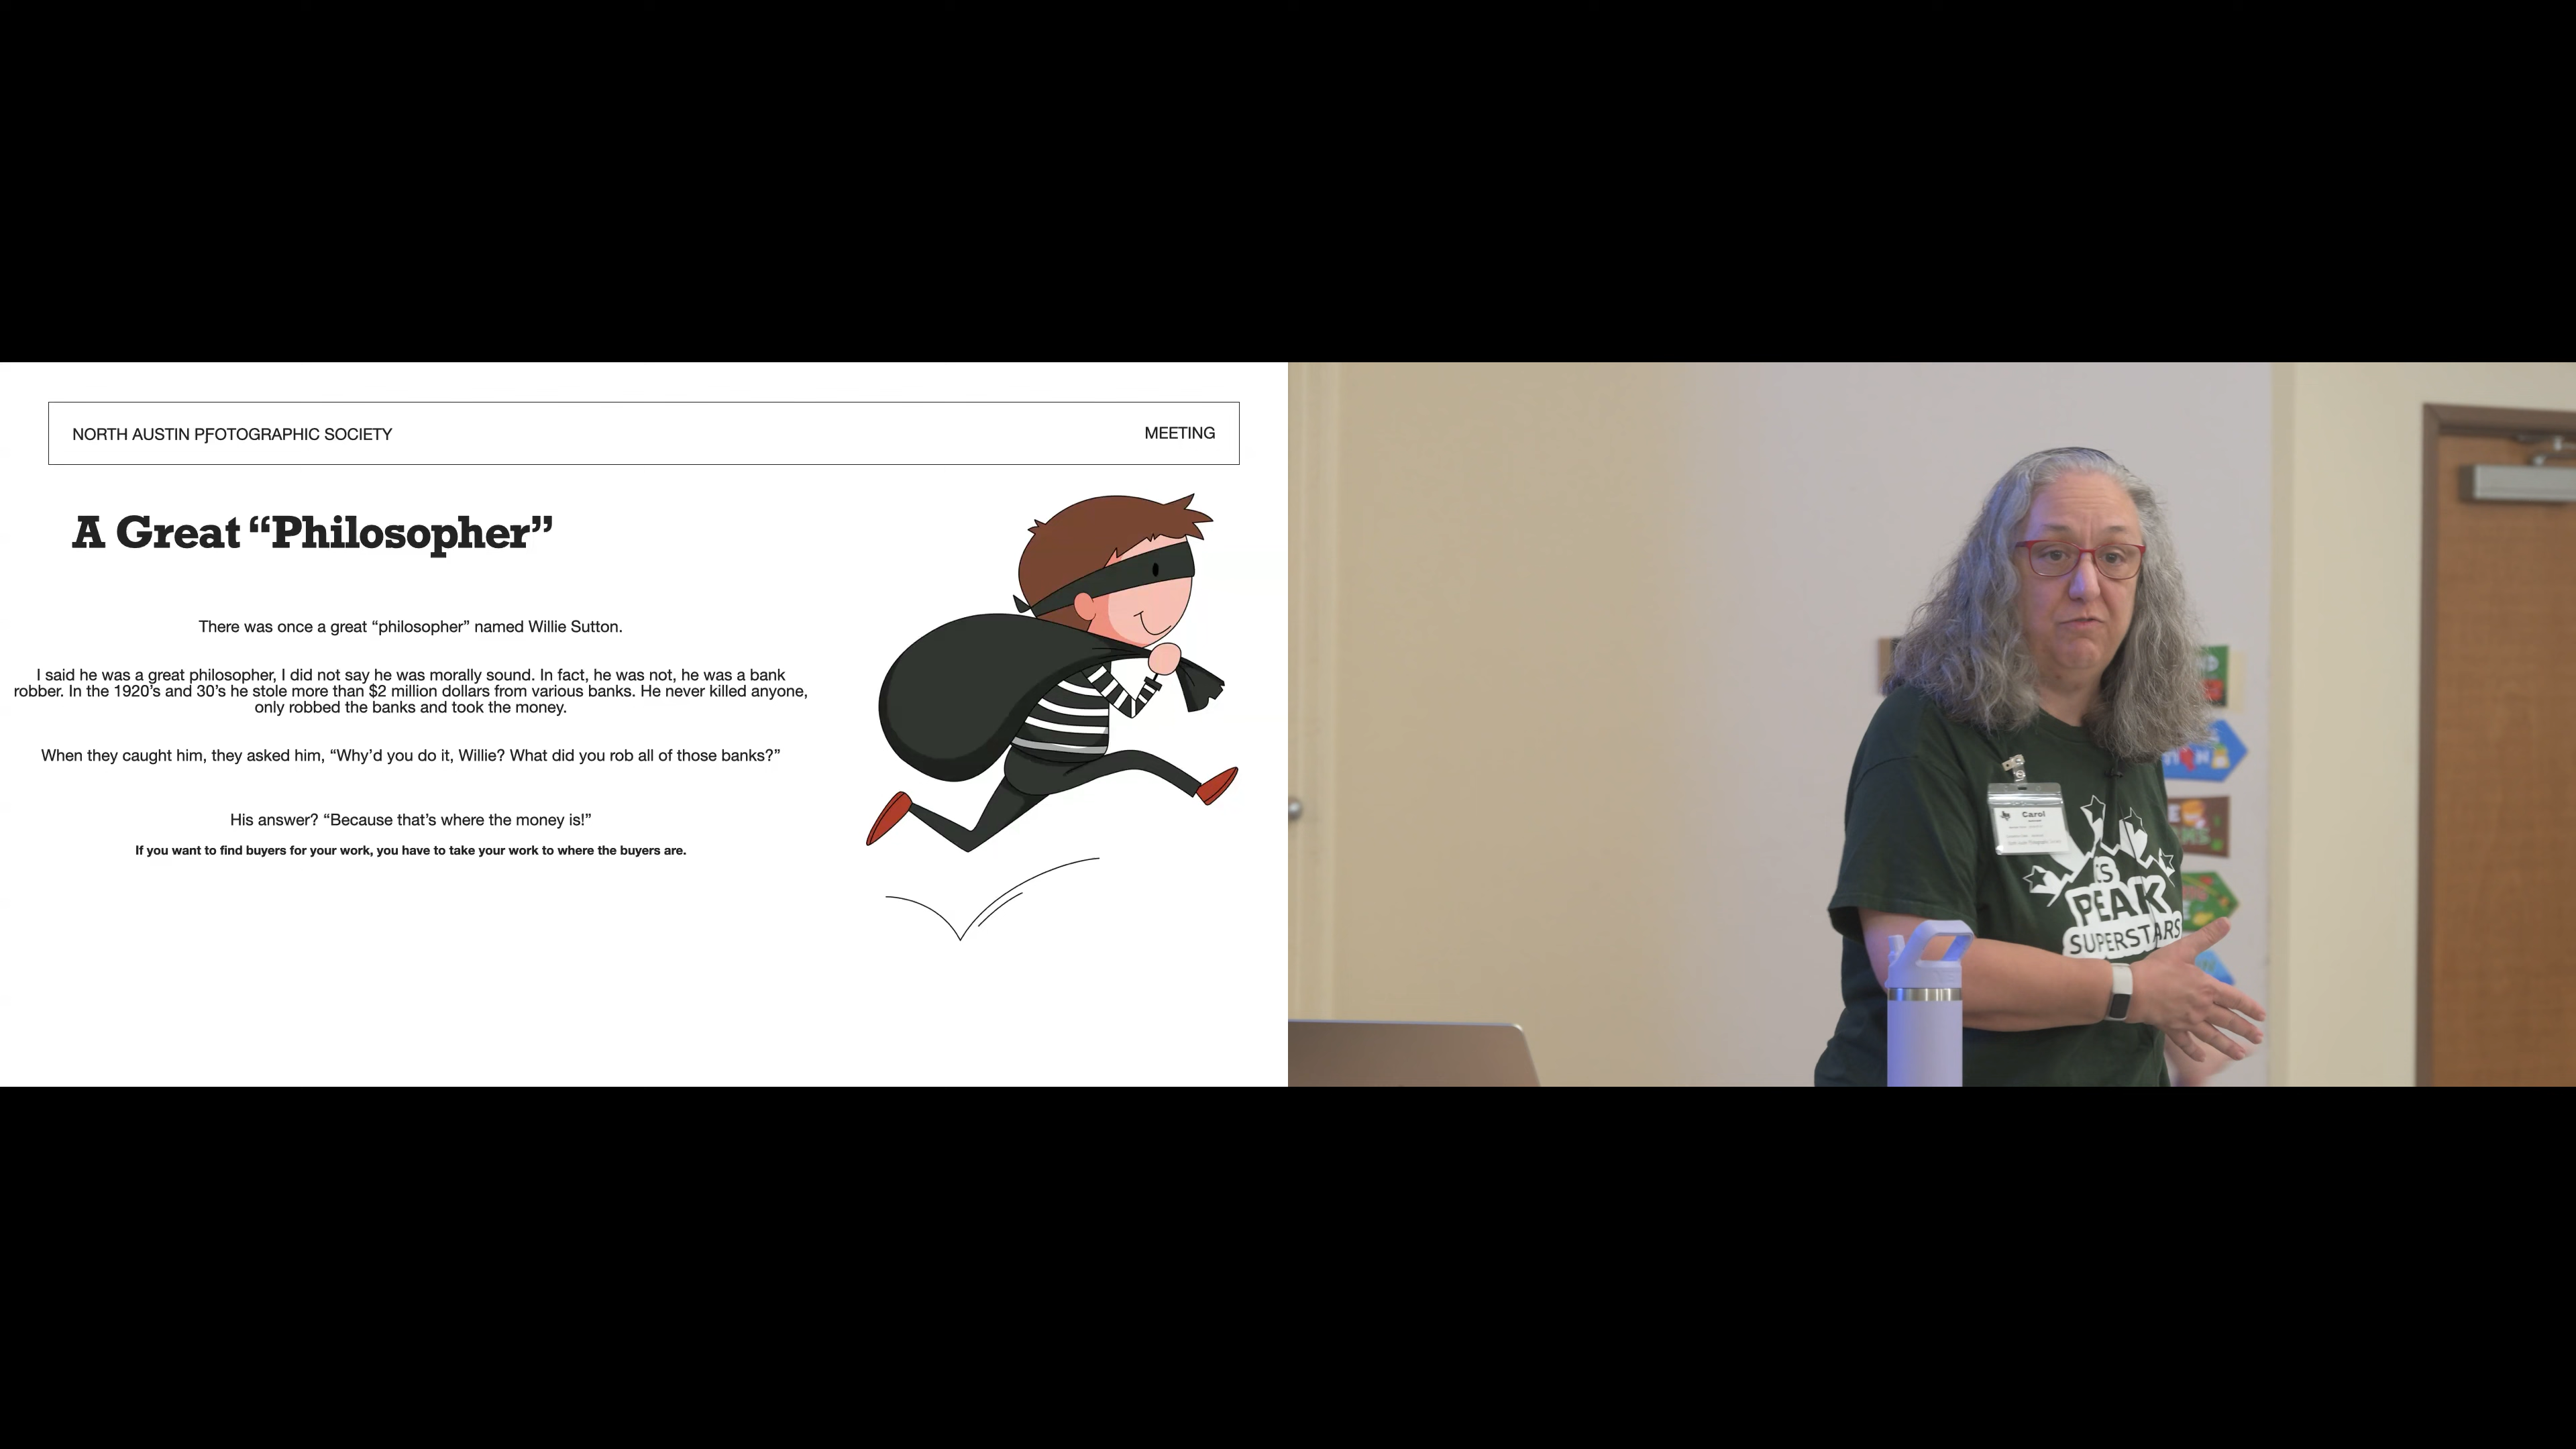 NORTH AUSTIN PFOTOGRAPHIC SOCIETY
MEETING
A Great “Philosopher”
There was once a great “philosopher” named Willie Sutton.
I said he was a great philosopher, I did not say he was morally sound. In fact, he was not, he was a bank
robber. In the 1920’s and 30’s he stole more than $2 million dollars from various banks. He never killed anyone,
only robbed the banks and took the money.
When they caught him, they asked him, “Why’d you do it, Willie? What did you rob all of those banks?”
His answer? “Because that’s where the money is!”
If you want to find buyers for your work, you have to take your work to where the buyers are.
Carol
PEAK
SUPERSTARS